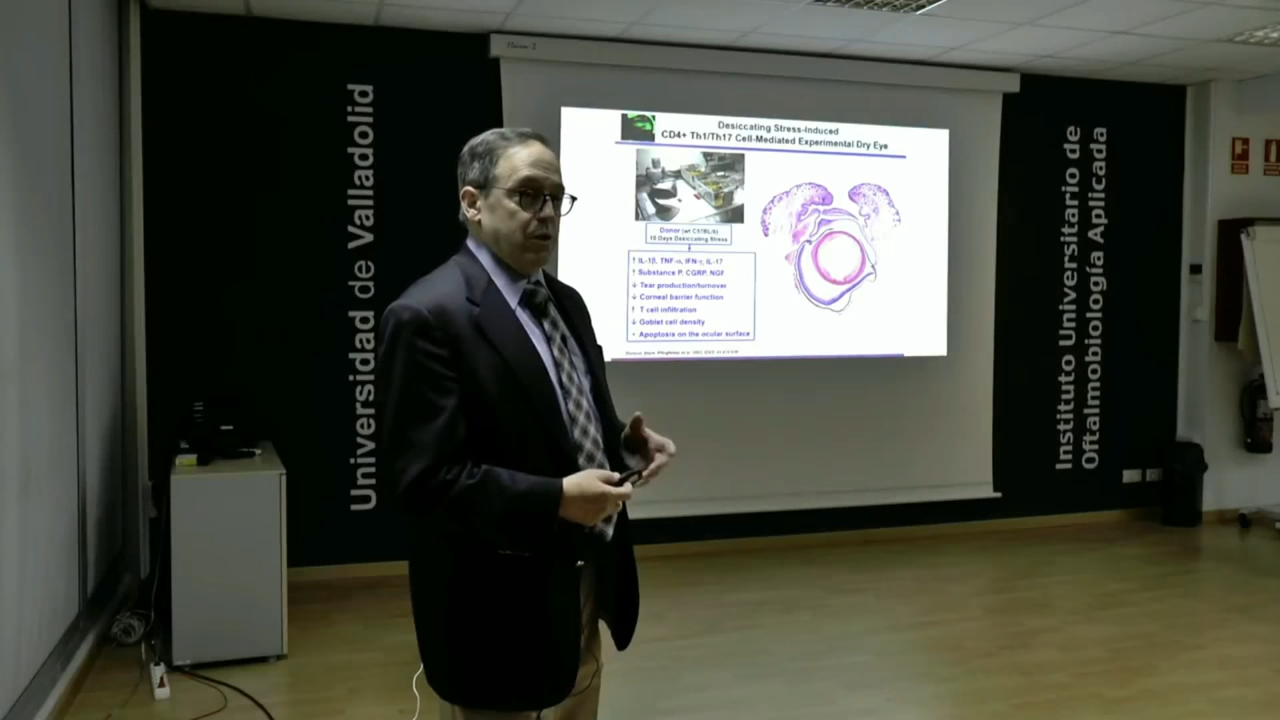 Universidad de Valladolid
Desiccating Stress-Induced
CD4+ Th1/Th17 Cell-Mediated Experimental Dry Eye
Donor (wt C57BL/6)
10 Days Desiccating Stress
↑ IL-1β, TNF-α, IFN-γ, IL-17
↑ Substance P, CGRP, NGF
↓ Tear production/turnover
↓ Corneal barrier function
↑ T cell infiltration
↓ Goblet cell density
• Apoptosis on the ocular surface
Instituto Universitario de
Oftalmobiología Aplicada